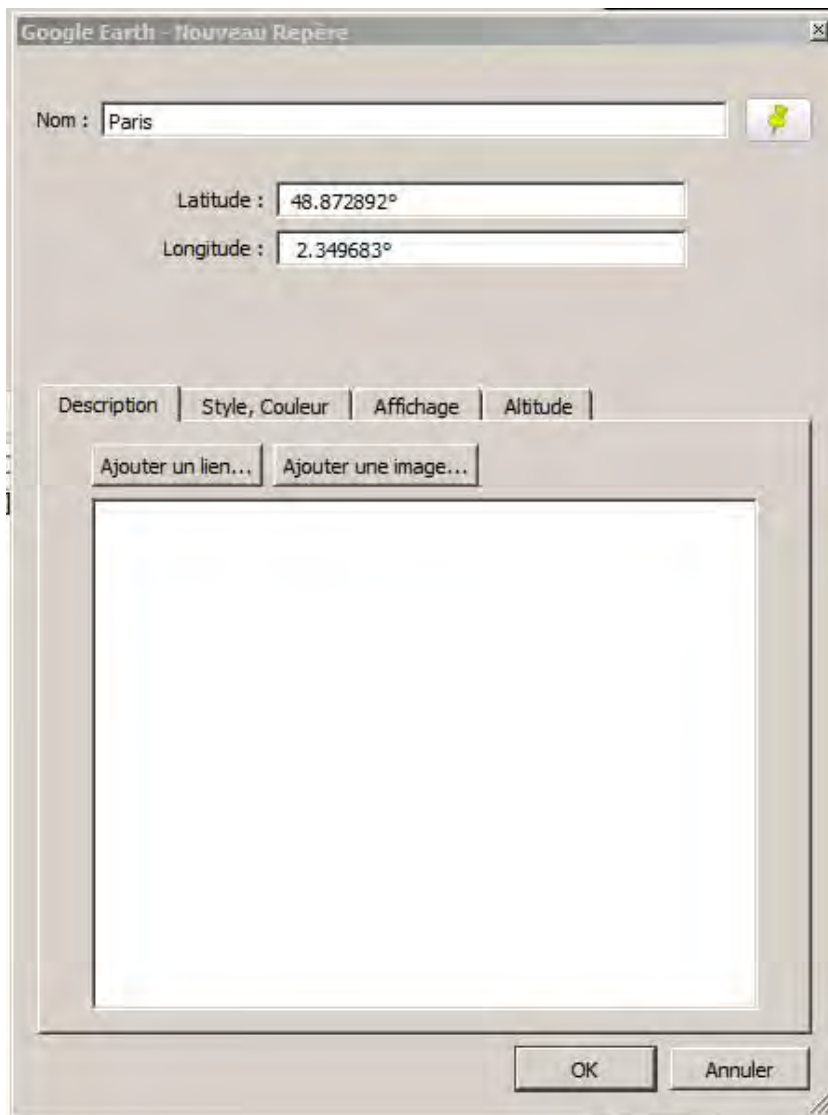 Google Earth - Nouveau Repère
Nom : Paris
Latitude : 48.872892°
Longitude : 2.349683°
Description Style, Couleur Affichage Altitude
Ajouter un lien... Ajouter une image...
OK Annuler